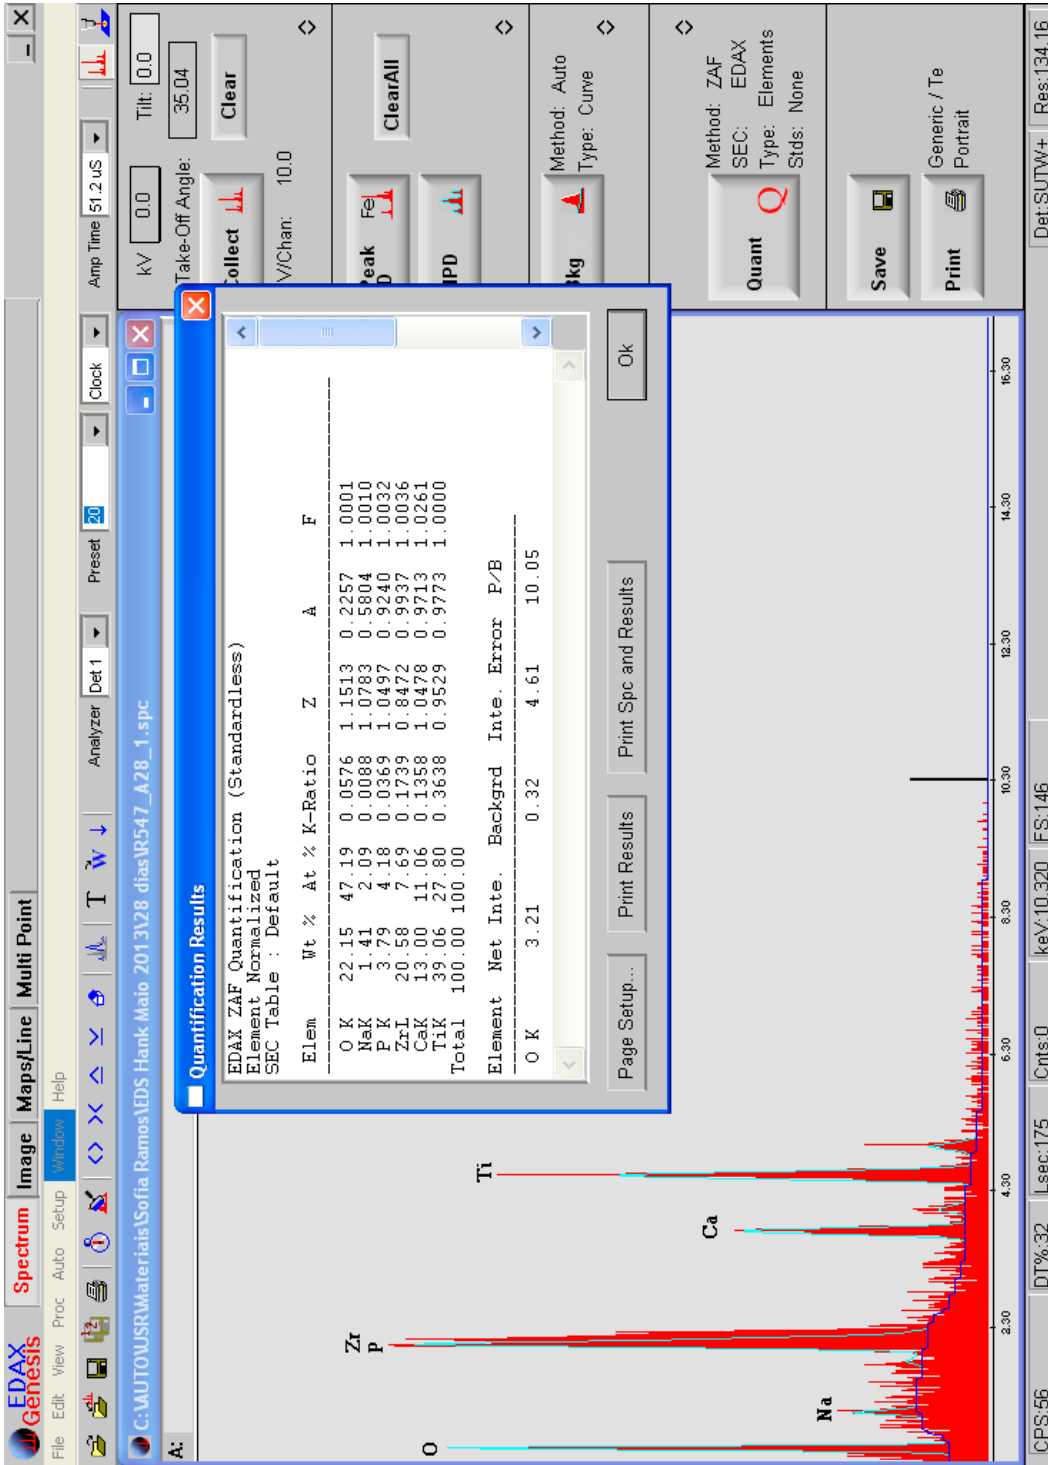 EDAX
Genesis
Spectrum Image Maps/Line Multi Point
File Edit View Proc Auto Setup Window Help
Analyzer Det 1 Preset 20 Clock Amp Time 51.2 uS
C:\AUTO\USR\Materiais\Sofia Ramos\EDS Hank Maio 2013\28 dias\R547_A28_1.spc
A:
kV 0.0 Tilt: 0.0
Take-Off Angle: 35.04
ollect Clear
V/Chan: 10.0
eak
D
Fe
ClearAll
HPD
Bkg
Method: Auto
Type: Curve
Quant Q
Method: ZAF
SEC: EDAX
Type: Elements
Stds: None
Save
Print
Generic / Te
Portrait
Quantification Results
EDAX ZAF Quantification (Standardless)
Element Normalized
SEC Table : Default
Elem Wt % At % K-Ratio Z A F
O K 22.15 47.19 0.0576 1.1513 0.2257 1.0001
NaK 1.41 2.09 0.0088 1.0783 0.5804 1.0010
P K 3.79 4.18 0.0369 1.0497 0.9240 1.0032
ZrL 20.58 7.69 0.1739 0.8472 0.9937 1.0036
CaK 13.00 11.06 0.1358 1.0478 0.9713 1.0261
TiK 39.06 27.80 0.3638 0.9529 0.9773 1.0000
Total 100.00 100.00
Element Net Inte. Backgrd Inte. Error P/B
O K 3.21 0.32 4.61 10.05
Page Setup... Print Results Print Spc and Results Ok
O
Na
Zr
P
Ca
Ti
2.30 4.30 6.30 8.30 10.30 12.30 14.30 16.30
CPS:56 DT%:32 Lsec:175 Cnts:0 keV:10.320 FS:146 Det:SUTW+ Res:134.16